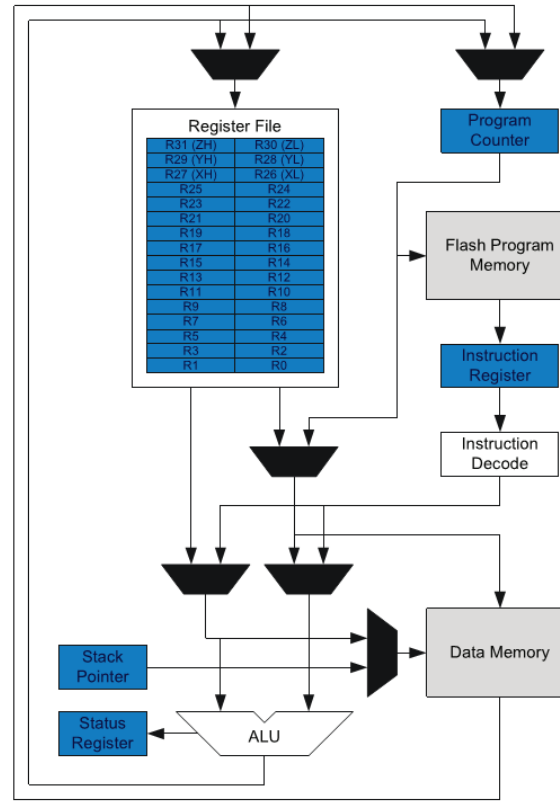 Register File
R31 (ZH) R30 (ZL)
R29 (YH) R28 (YL)
R27 (XH) R26 (XL)
R25 R24
R23 R22
R21 R20
R19 R18
R17 R16
R15 R14
R13 R12
R11 R10
R9 R8
R7 R6
R5 R4
R3 R2
R1 R0
Program
Counter
Flash Program
Memory
Instruction
Register
Instruction
Decode
Stack
Pointer
Data Memory
Status
Register
ALU